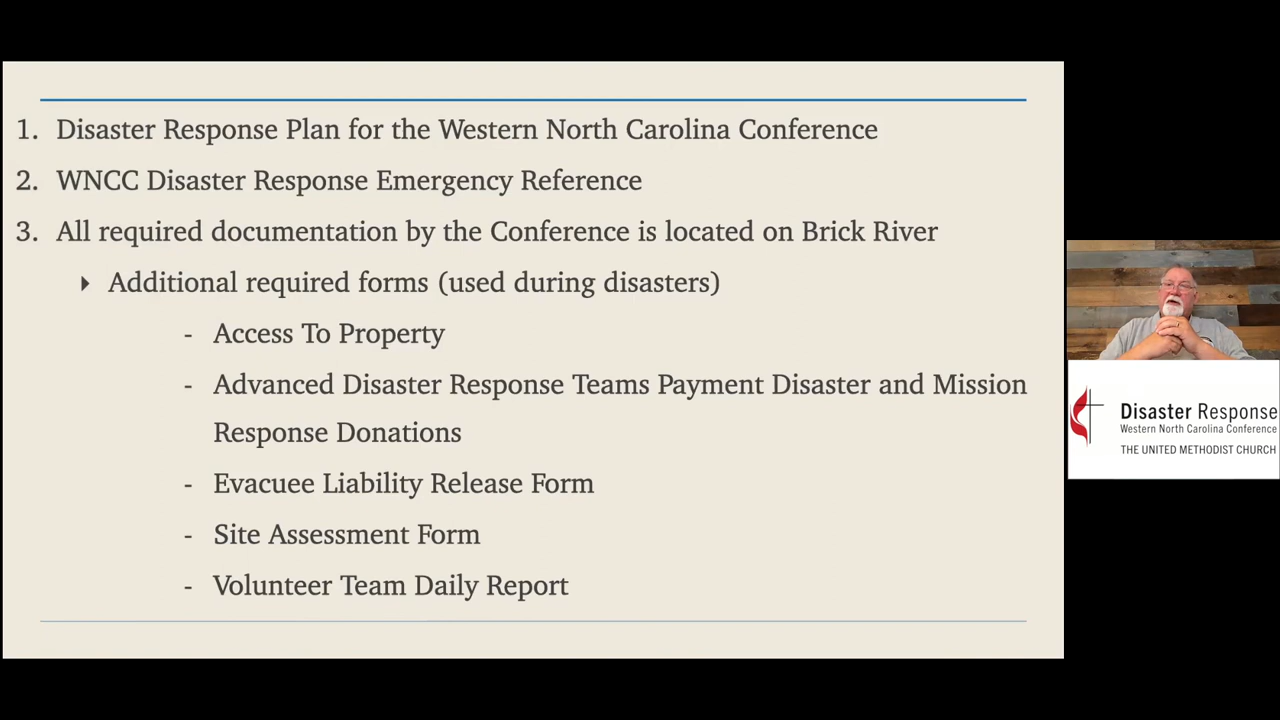 1. Disaster Response Plan for the Western North Carolina Conference
2. WNCC Disaster Response Emergency Reference
3. All required documentation by the Conference is located on Brick River
Additional required forms (used during disasters)
- Access To Property
- Advanced Disaster Response Teams Payment Disaster and Mission
Response Donations
- Evacuee Liability Release Form
- Site Assessment Form
- Volunteer Team Daily Report
Disaster Response
Western North Carolina Conference
THE UNITED METHODIST CHURCH